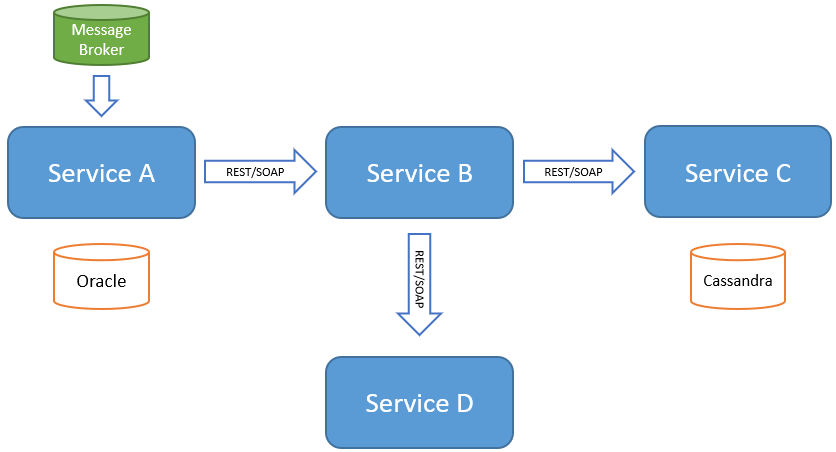 Message
Broker
Service A
REST/SOAP
Service B
REST/SOAP
Service C
Oracle
REST/SOAP
Cassandra
Service D